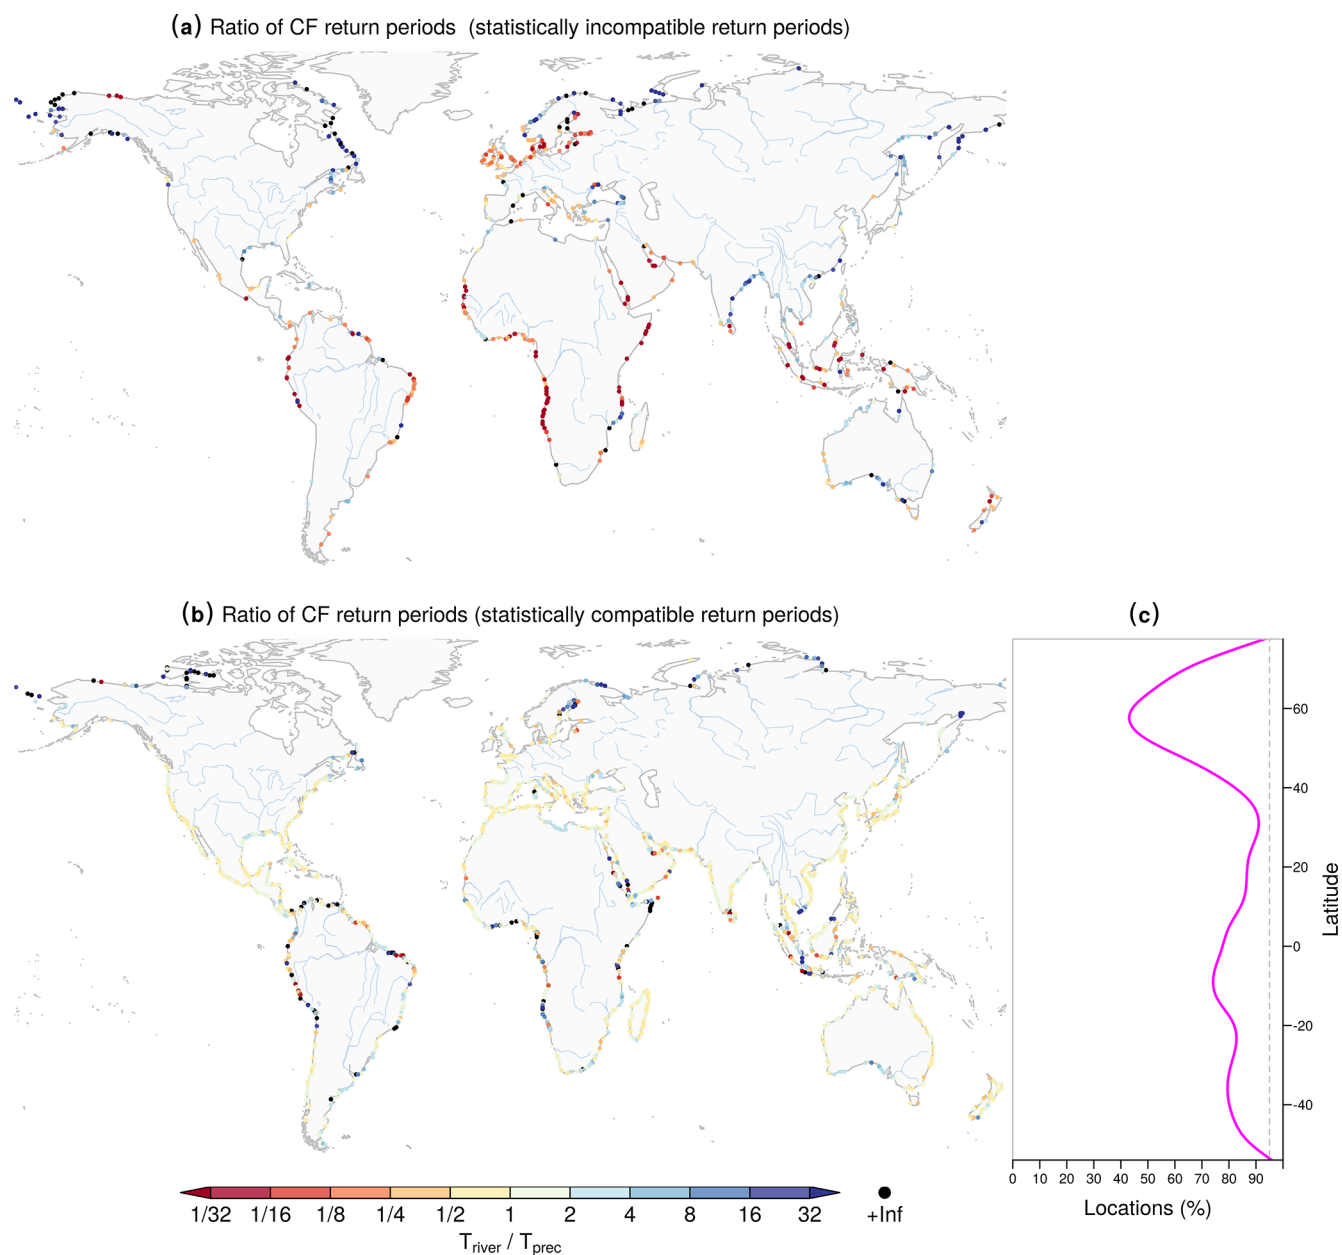 (a) Ratio of CF return periods (statistically incompatible return periods)
(b) Ratio of CF return periods (statistically compatible return periods)
(c)
60
40
20
0
-20
-40
Latitude
0 10 20 30 40 50 60 70 80 90
Locations (%)
1/32 1/16 1/8 1/4 1/2 1 2 4 8 16 32 +Inf
Triver / Tprec